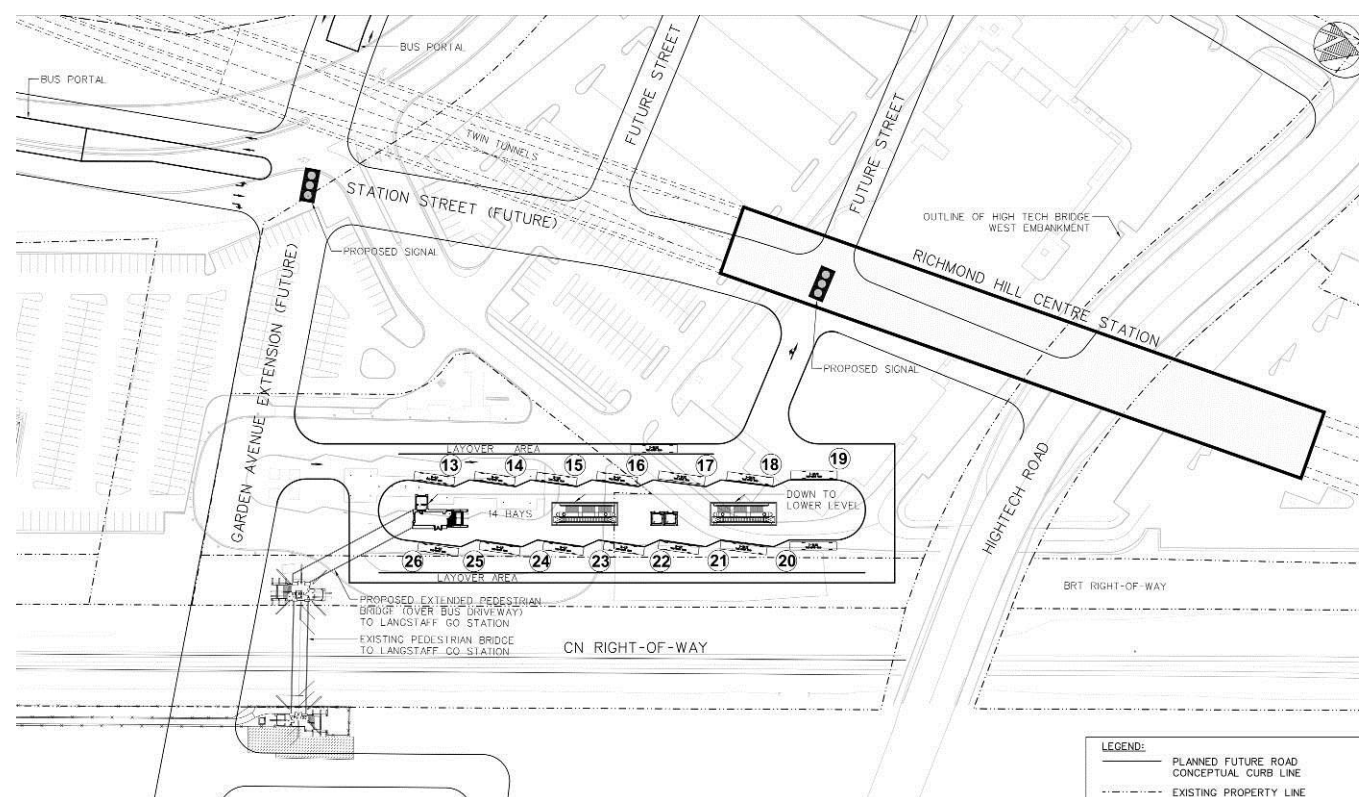 BUS PORTAL
BUS PORTAL
FUTURE STREET
FUTURE STREET
TWIN TUNNELS
STATION STREET (FUTURE)
PROPOSED SIGNAL
OUTLINE OF HIGH TECH BRIDGE
WEST EMBANKMENT
RICHMOND HILL CENTRE STATION
PROPOSED SIGNAL
GARDEN AVENUE EXTENSION (FUTURE)
HIGHTECH ROAD
LAYOVER AREA
13
14
15
16
17
18
19
14 BAYS
DOWN TO
LOWER LEVEL
26
25
24
23
22
21
20
LAYOVER AREA
PROPOSED EXTENDED PEDESTRIAN
BRIDGE (OVER BUS DRIVEWAY)
TO LANGSTAFF GO STATION
EXISTING PEDESTRIAN BRIDGE
TO LANGSTAFF GO STATION
CN RIGHT-OF-WAY
BRT RIGHT-OF-WAY
LEGEND:
PLANNED FUTURE ROAD
CONCEPTUAL CURB LINE
EXISTING PROPERTY LINE